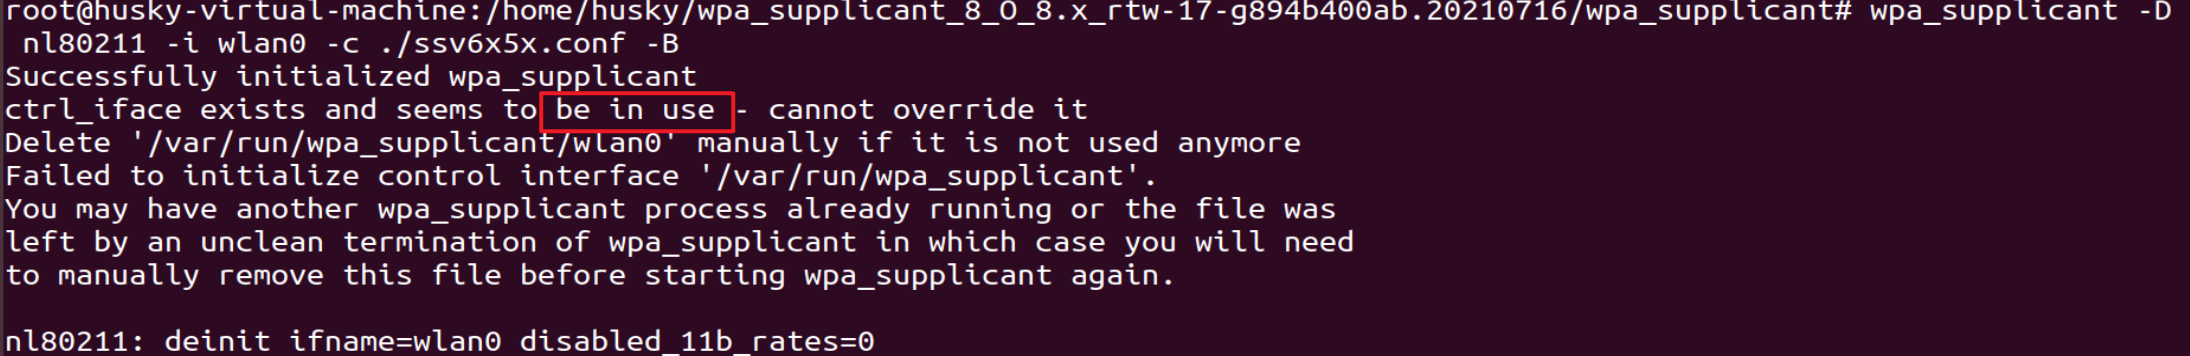 root@husky-virtual-machine:/home/husky/wpa_supplicant_8_O_8.x_rtw-17-g894b400ab.20210716/wpa_supplicant# wpa_supplicant -D
 nl80211 -i wlan0 -c ./ssv6x5x.conf -B
Successfully initialized wpa_supplicant
ctrl_iface exists and seems to be in use - cannot override it
Delete '/var/run/wpa_supplicant/wlan0' manually if it is not used anymore
Failed to initialize control interface '/var/run/wpa_supplicant'.
You may have another wpa_supplicant process already running or the file was
left by an unclean termination of wpa_supplicant in which case you will need
to manually remove this file before starting wpa_supplicant again.
nl80211: deinit ifname=wlan0 disabled_11b_rates=0